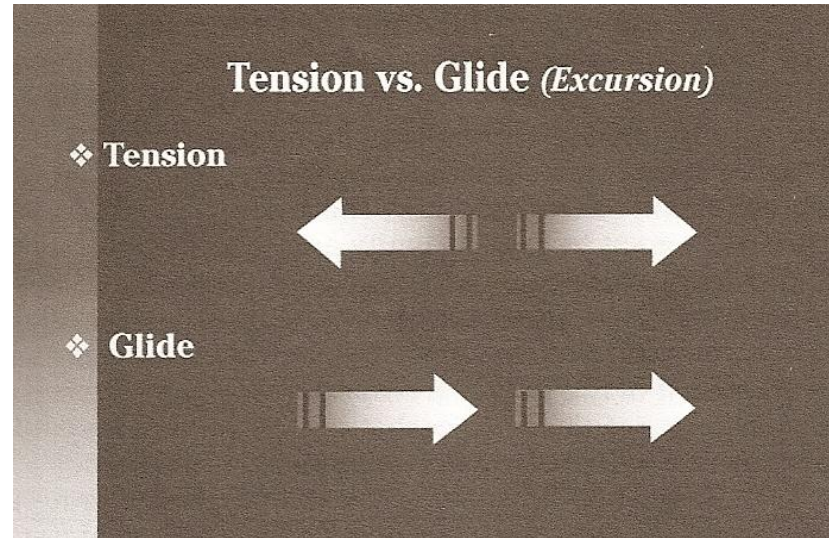 Tension vs. Glide (Excursion)
❖ Tension
❖ Glide